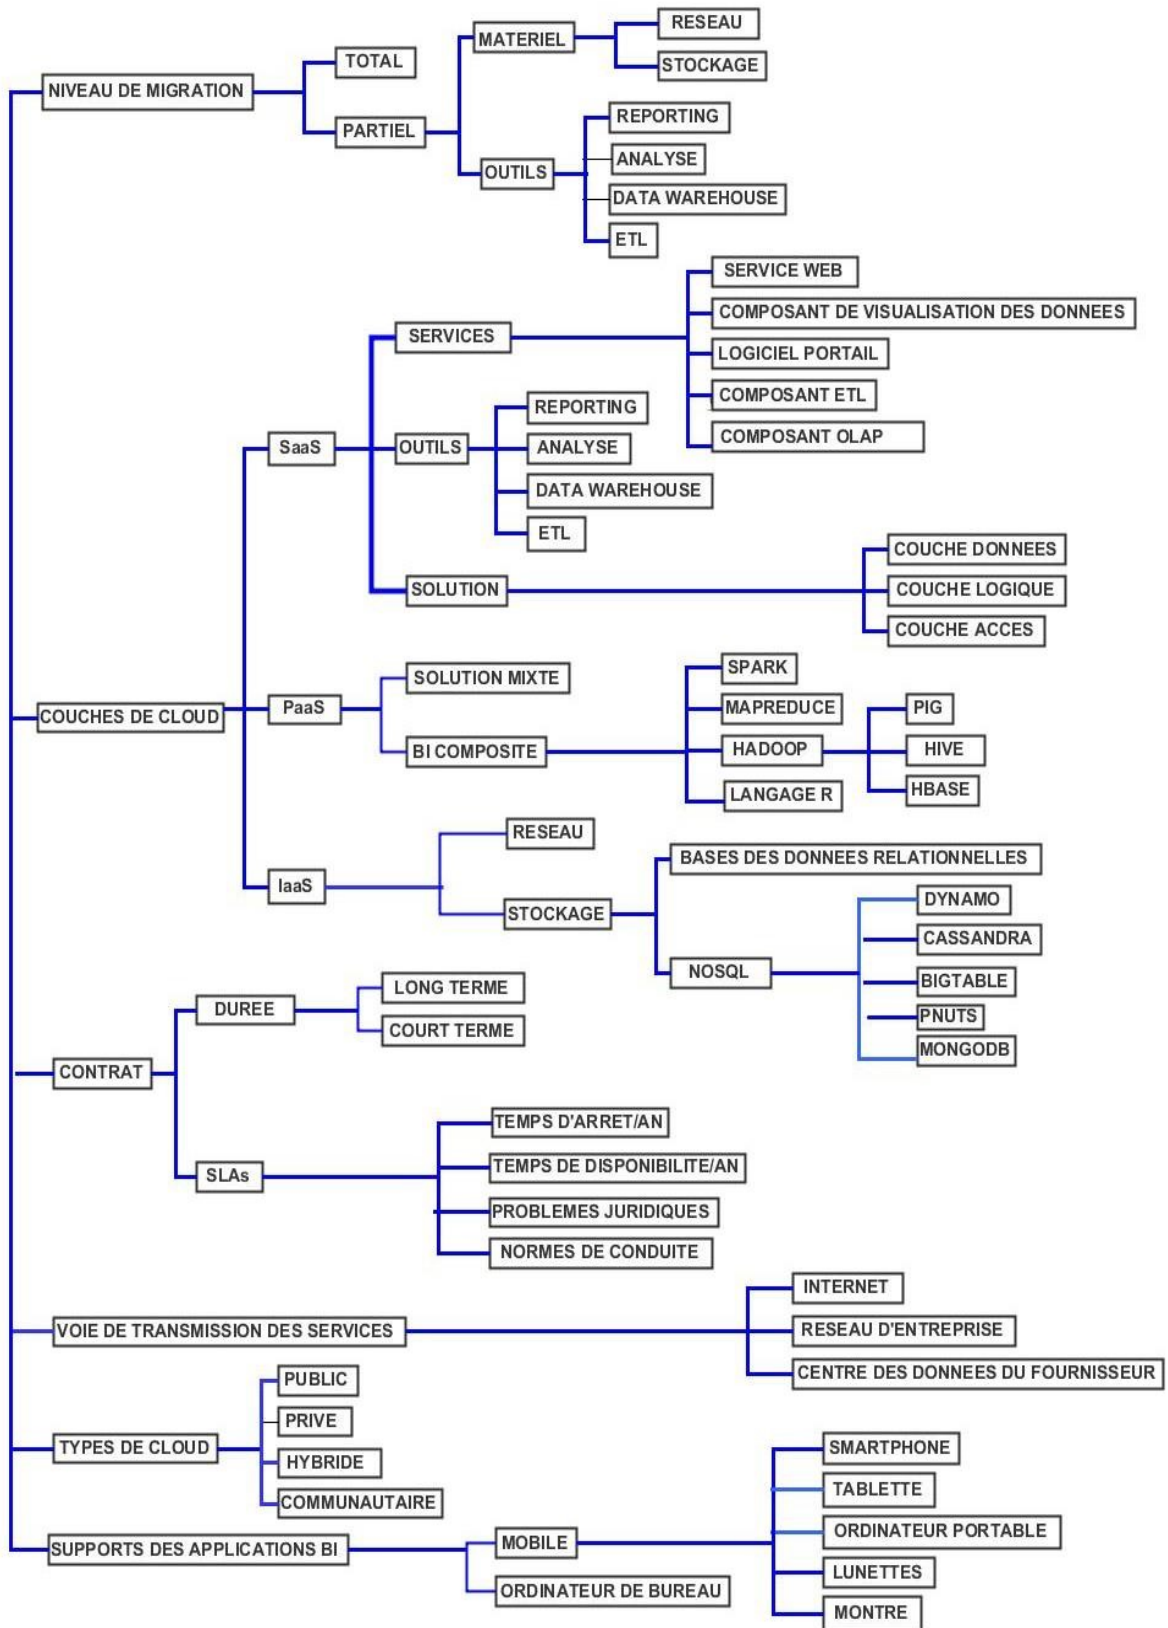 NIVEAU DE MIGRATION
TOTAL
PARTIEL
MATERIEL
RESEAU
STOCKAGE
OUTILS
REPORTING
ANALYSE
DATA WAREHOUSE
ETL
COUCHES DE CLOUD
SaaS
SERVICES
SERVICE WEB
COMPOSANT DE VISUALISATION DES DONNEES
LOGICIEL PORTAIL
COMPOSANT ETL
COMPOSANT OLAP
OUTILS
REPORTING
ANALYSE
DATA WAREHOUSE
ETL
SOLUTION
COUCHE DONNEES
COUCHE LOGIQUE
COUCHE ACCES
PaaS
SOLUTION MIXTE
BI COMPOSITE
SPARK
MAPREDUCE
HADOOP
PIG
HIVE
HBASE
LANGAGE R
IaaS
RESEAU
STOCKAGE
BASES DES DONNEES RELATIONNELLES
NOSQL
DYNAMO
CASSANDRA
BIGTABLE
PNUTS
MONGODB
CONTRAT
DUREE
LONG TERME
COURT TERME
SLAs
TEMPS D'ARRET/AN
TEMPS DE DISPONIBILITE/AN
PROBLEMES JURIDIQUES
NORMES DE CONDUITE
VOIE DE TRANSMISSION DES SERVICES
INTERNET
RESEAU D'ENTREPRISE
CENTRE DES DONNEES DU FOURNISSEUR
TYPES DE CLOUD
PUBLIC
PRIVE
HYBRIDE
COMMUNAUTAIRE
SUPPORTS DES APPLICATIONS BI
MOBILE
SMARTPHONE
TABLETTE
ORDINATEUR PORTABLE
LUNETTES
MONTRE
ORDINATEUR DE BUREAU